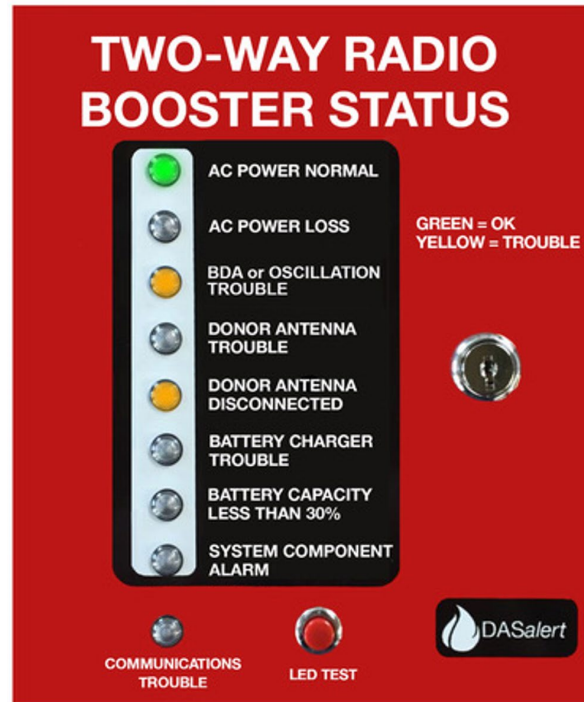 TWO-WAY RADIO
BOOSTER STATUS
AC POWER NORMAL
AC POWER LOSS
GREEN = OK
YELLOW = TROUBLE
BDA or OSCILLATION
TROUBLE
DONOR ANTENNA
TROUBLE
DONOR ANTENNA
DISCONNECTED
BATTERY CHARGER
TROUBLE
BATTERY CAPACITY
LESS THAN 30%
SYSTEM COMPONENT
ALARM
COMMUNICATIONS
TROUBLE
LED TEST
DASalert